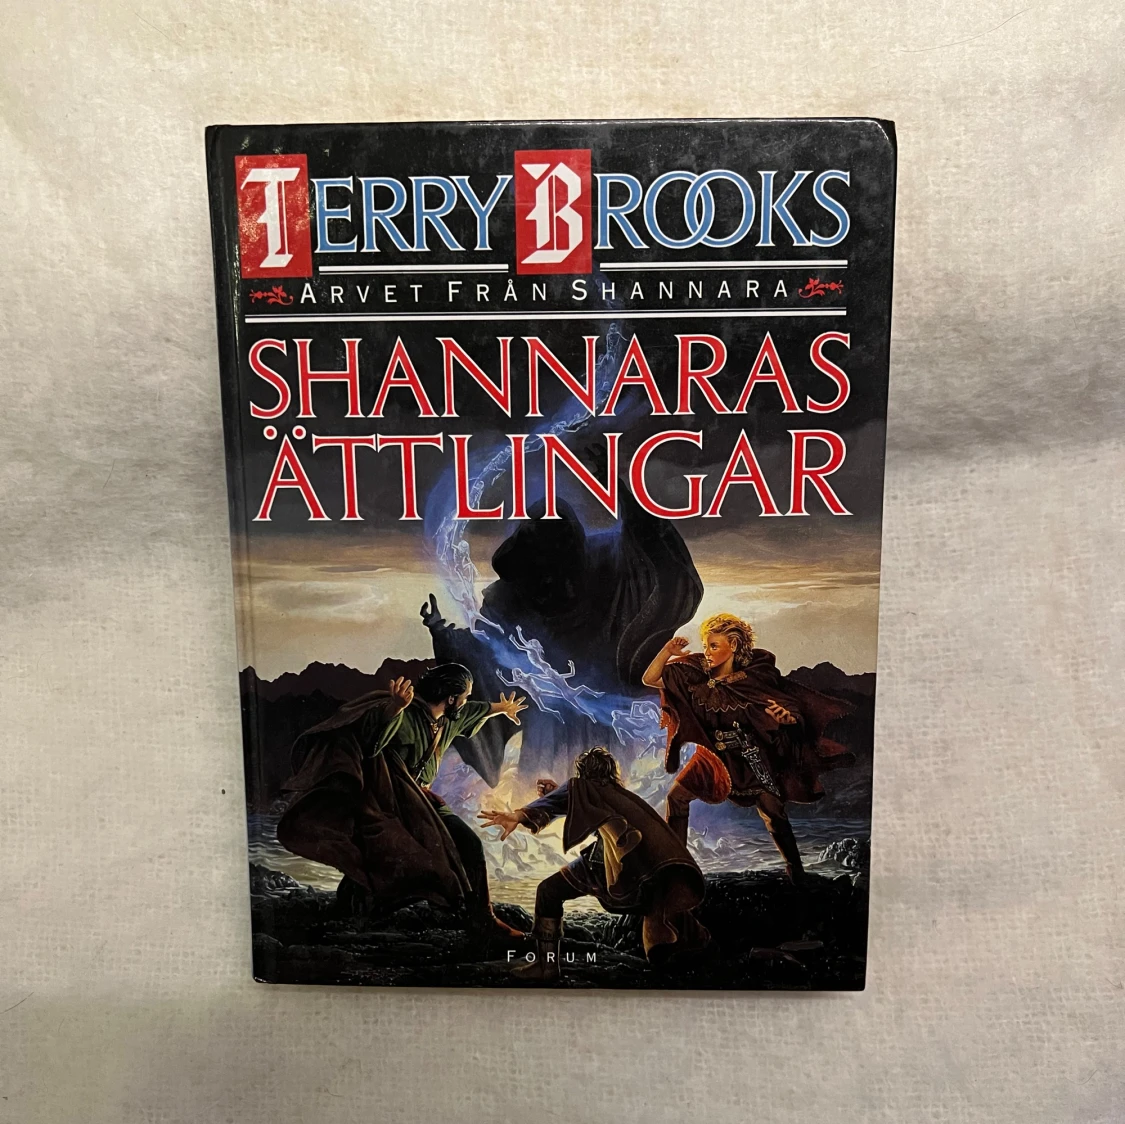 TERRY BROOKS
ARVET FRÅN SHANNARA
SHANNARAS
ÄTTLINGAR
FORUM